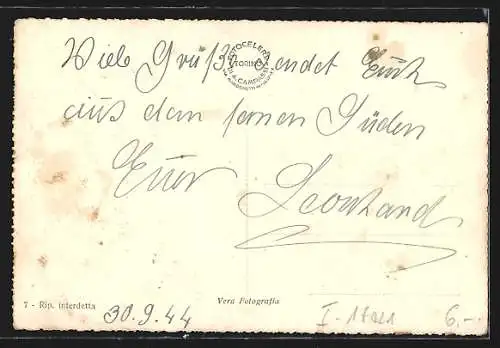 Viele Grüße sendet Euch
FOTOCELERE
TORINO
aus dem fernen Süden
Euer Leonhard
7 - Rip. interdetta
Vera Fotografia
30.9.44
6.-